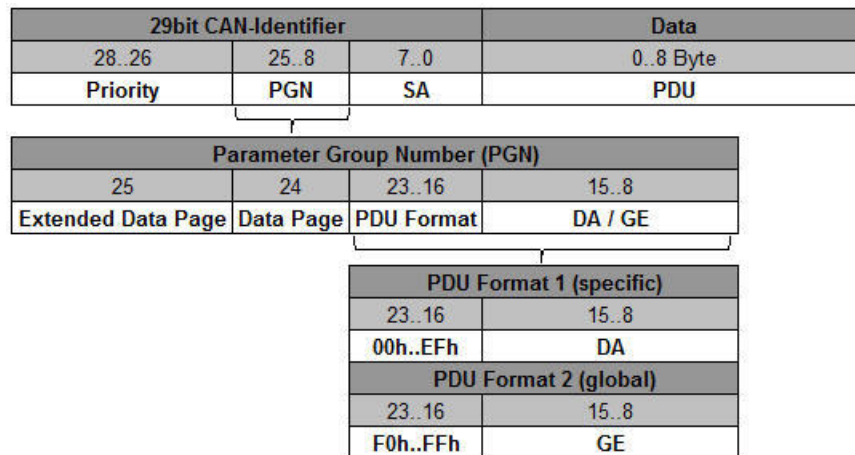 29bit CAN-Identifier Data
28..26 25..8 7..0 0..8 Byte
Priority PGN SA PDU
Parameter Group Number (PGN)
25 24 23..16 15..8
Extended Data Page Data Page PDU Format DA / GE
PDU Format 1 (specific)
23..16 15..8
00h..EFh DA
PDU Format 2 (global)
23..16 15..8
F0h..FFh GE